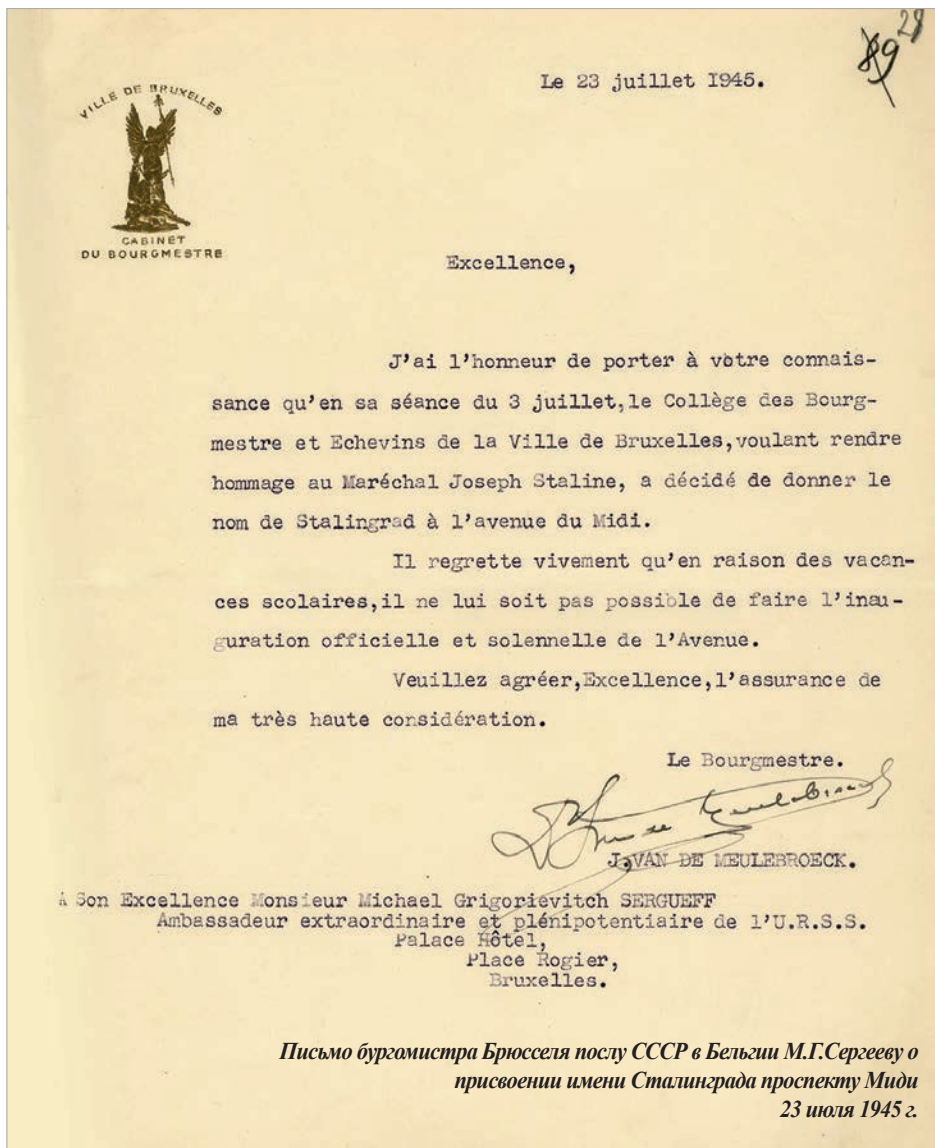 28
89
Le 23 juillet 1945.
VILLE DE BRUXELLES
CABINET
DU BOURGMESTRE
Excellence,
J'ai l'honneur de porter à votre connais-
sance qu'en sa séance du 3 juillet,le Collège des Bourg-
mestre et Echevins de la Ville de Bruxelles,voulant rendre
hommage au Maréchal Joseph Staline, a décidé de donner le
nom de Stalingrad à l'avenue du Midi.
Il regrette vivement qu'en raison des vacan-
ces scolaires,il ne lui soit pas possible de faire l'inau-
guration officielle et solennelle de l'Avenue.
Veuillez agréer,Excellence,l'assurance de
ma très haute considération.
Le Bourgmestre.
J.VAN DE MEULEBROECK.
A Son Excellence Monsieur Michael Grigorievitch SERGUEFF
Ambassadeur extraordinaire et plénipotentiaire de l'U.R.S.S.
Palace Hôtel,
Place Rogier,
Bruxelles.
Письмо бургомистра Брюсселя послу СССР в Бельгии М.Г.Сергееву о
присвоении имени Сталинграда проспекту Миди
23 июля 1945 г.